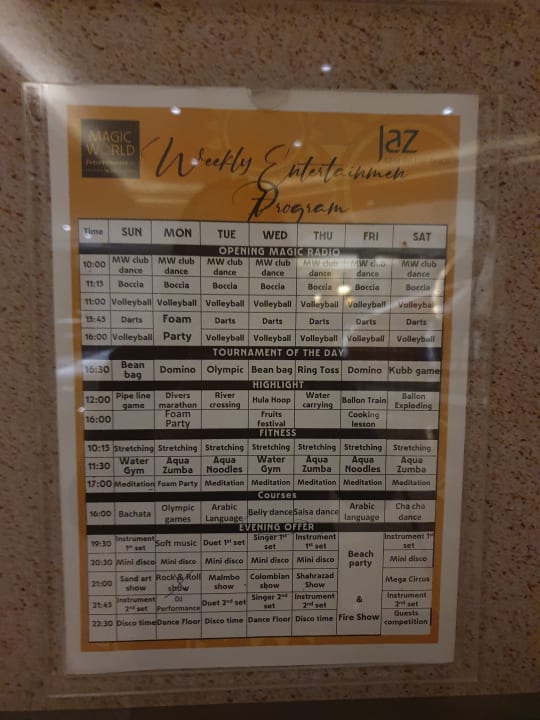 MAGIC
WORLD
Entertainment
jaz
Weekly Entertainmen
Program
Time SUN MON TUE WED THU FRI SAT
OPENING MAGIC RADIO
10:00 MW club dance MW club dance MW club dance MW club dance MW club dance MW club dance MW club dance
11:15 Boccia Boccia Boccia Boccia Boccia Boccia Boccia
11:00 Volleyball Volleyball Volleyball Volleyball Volleyball Volleyball Volleyball
15:45 Darts Foam Darts Darts Darts Darts Darts
16:00 Volleyball Party Volleyball Volleyball Volleyball Volleyball Volleyball
TOURNAMENT OF THE DAY
16:30 Bean bag Domino Olympic Bean bag Ring Toss Domino Kubb game
HIGHLIGHT
12:00 Pipe line game Divers marathon River crossing Hula Hoop Water carrying Ballon Train Ballon Exploding
16:00 Foam Party Fruits festival Cooking lesson
FITNESS
10:15 Stretching Stretching Stretching Stretching Stretching Stretching Stretching
11:30 Water Gym Aqua Zumba Aqua Noodles Water Gym Aqua Zumba Aqua Noodles Aqua Zumba
17:00 Meditation Foam Party Meditation Meditation Meditation Meditation Meditation
Courses
16:00 Bachata Olympic games Arabic Language Belly dance Salsa dance Arabic language Cha cha dance
EVENING OFFER
19:30 Instrument 1st set Soft music Duet 1st set Singer 1st set Instrument 1st set Beach party Instrument 1st set
20:30 Mini disco Mini disco Mini disco Mini disco Mini disco Mini disco
21:00 Sand art show Rock & Roll show Malmbo show Colombian show Shahrazad Show Mega Circus
21:45 Instrument 2nd set DJ Performance Duet 2nd set Singer 2nd set Instrument 2nd set & Instrument 2nd set
22:30 Disco time Dance Floor Disco time Dance Floor Disco time Fire Show Guests competition